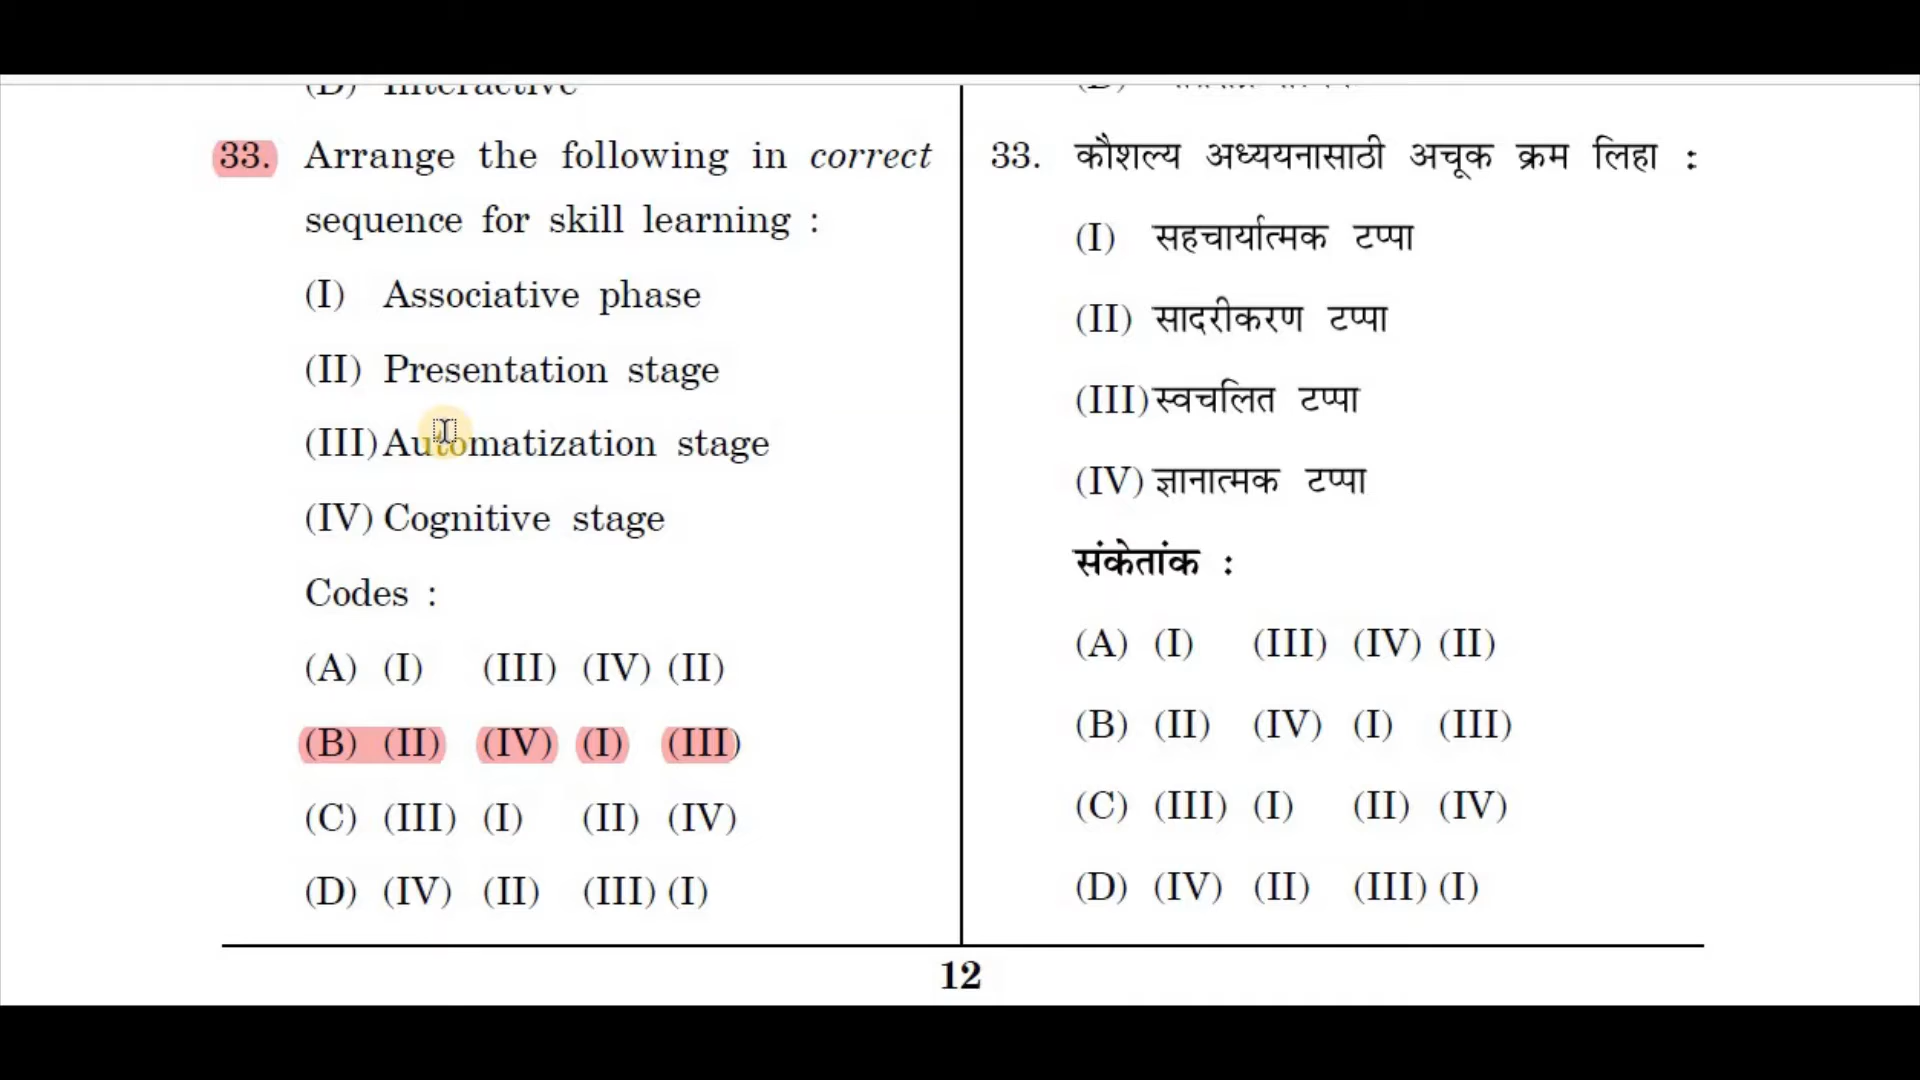 (D) Interactive
33. Arrange the following in correct
sequence for skill learning :
(I) Associative phase
(II) Presentation stage
(III) Automatization stage
(IV) Cognitive stage
Codes :
(A) (I) (III) (IV) (II)
(B) (II) (IV) (I) (III)
(C) (III) (I) (II) (IV)
(D) (IV) (II) (III) (I)
33. कौशल्य अध्ययनासाठी अचूक क्रम लिहा :
(I) सहचार्यात्मक टप्पा
(II) सादरीकरण टप्पा
(III) स्वचलित टप्पा
(IV) ज्ञानात्मक टप्पा
संकेतांक :
(A) (I) (III) (IV) (II)
(B) (II) (IV) (I) (III)
(C) (III) (I) (II) (IV)
(D) (IV) (II) (III) (I)
12